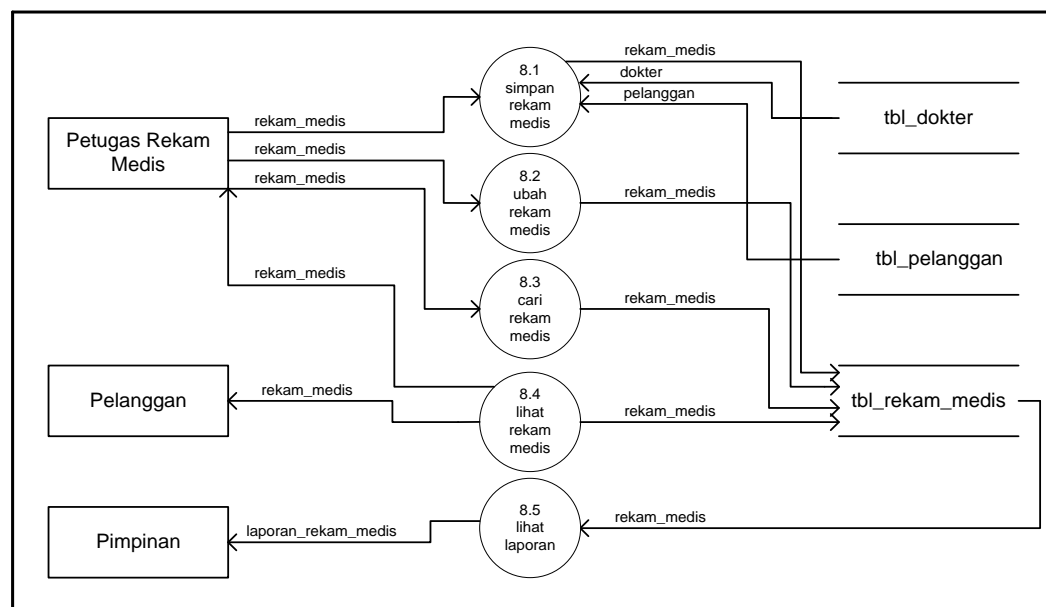 rekam_medis
8.1
simpan
rekam
medis
dokter
pelanggan
tbl_dokter
Petugas Rekam
Medis
rekam_medis
rekam_medis
rekam_medis
8.2
ubah
rekam
medis
rekam_medis
tbl_pelanggan
rekam_medis
8.3
cari
rekam
medis
rekam_medis
Pelanggan
rekam_medis
8.4
lihat
rekam
medis
rekam_medis
tbl_rekam_medis
Pimpinan
laporan_rekam_medis
8.5
lihat
laporan
rekam_medis